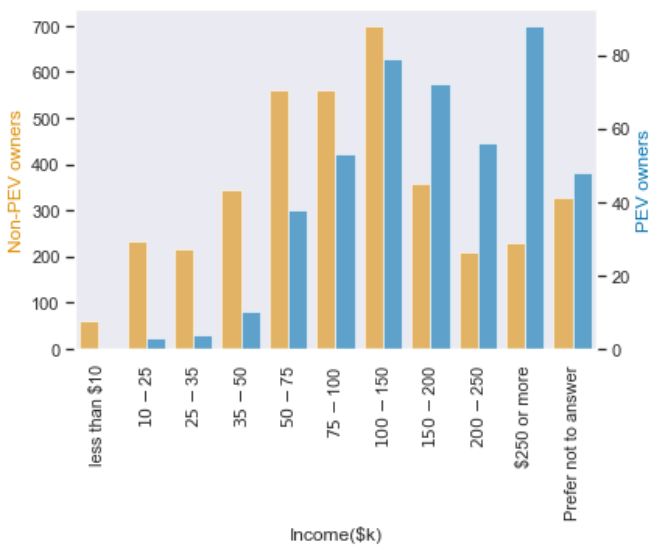 Non-PEV owners
700
600
500
400
300
200
100
0
80
60
40
20
0
PEV owners
less than $10
10 – 25
25 – 35
35 – 50
50 – 75
75 – 100
100 – 150
150 – 200
200 – 250
$250 or more
Prefer not to answer
Income($k)